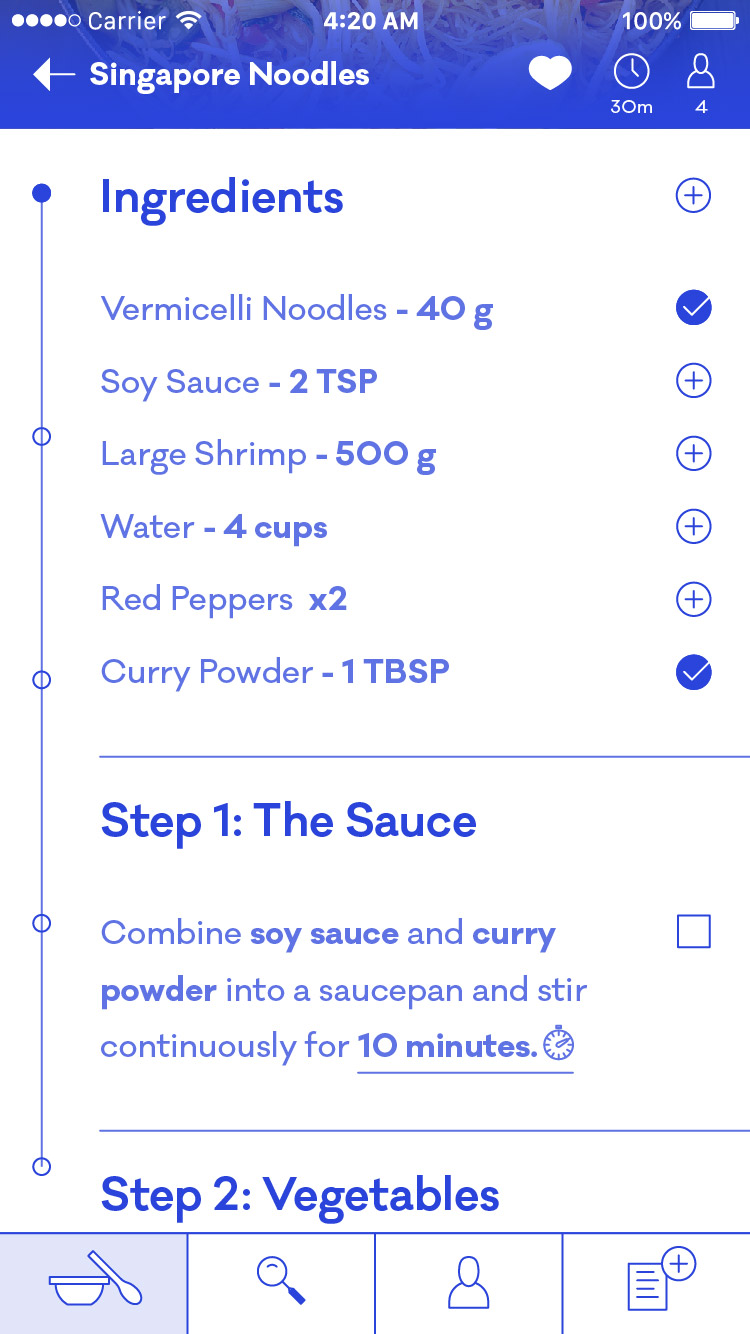 Carrier 4:20 AM 100%
Singapore Noodles
30m 4
Ingredients
Vermicelli Noodles - 40 g
Soy Sauce - 2 TSP
Large Shrimp - 500 g
Water - 4 cups
Red Peppers x2
Curry Powder - 1 TBSP
Step 1: The Sauce
Combine soy sauce and curry
powder into a saucepan and stir
continuously for 10 minutes.
Step 2: Vegetables